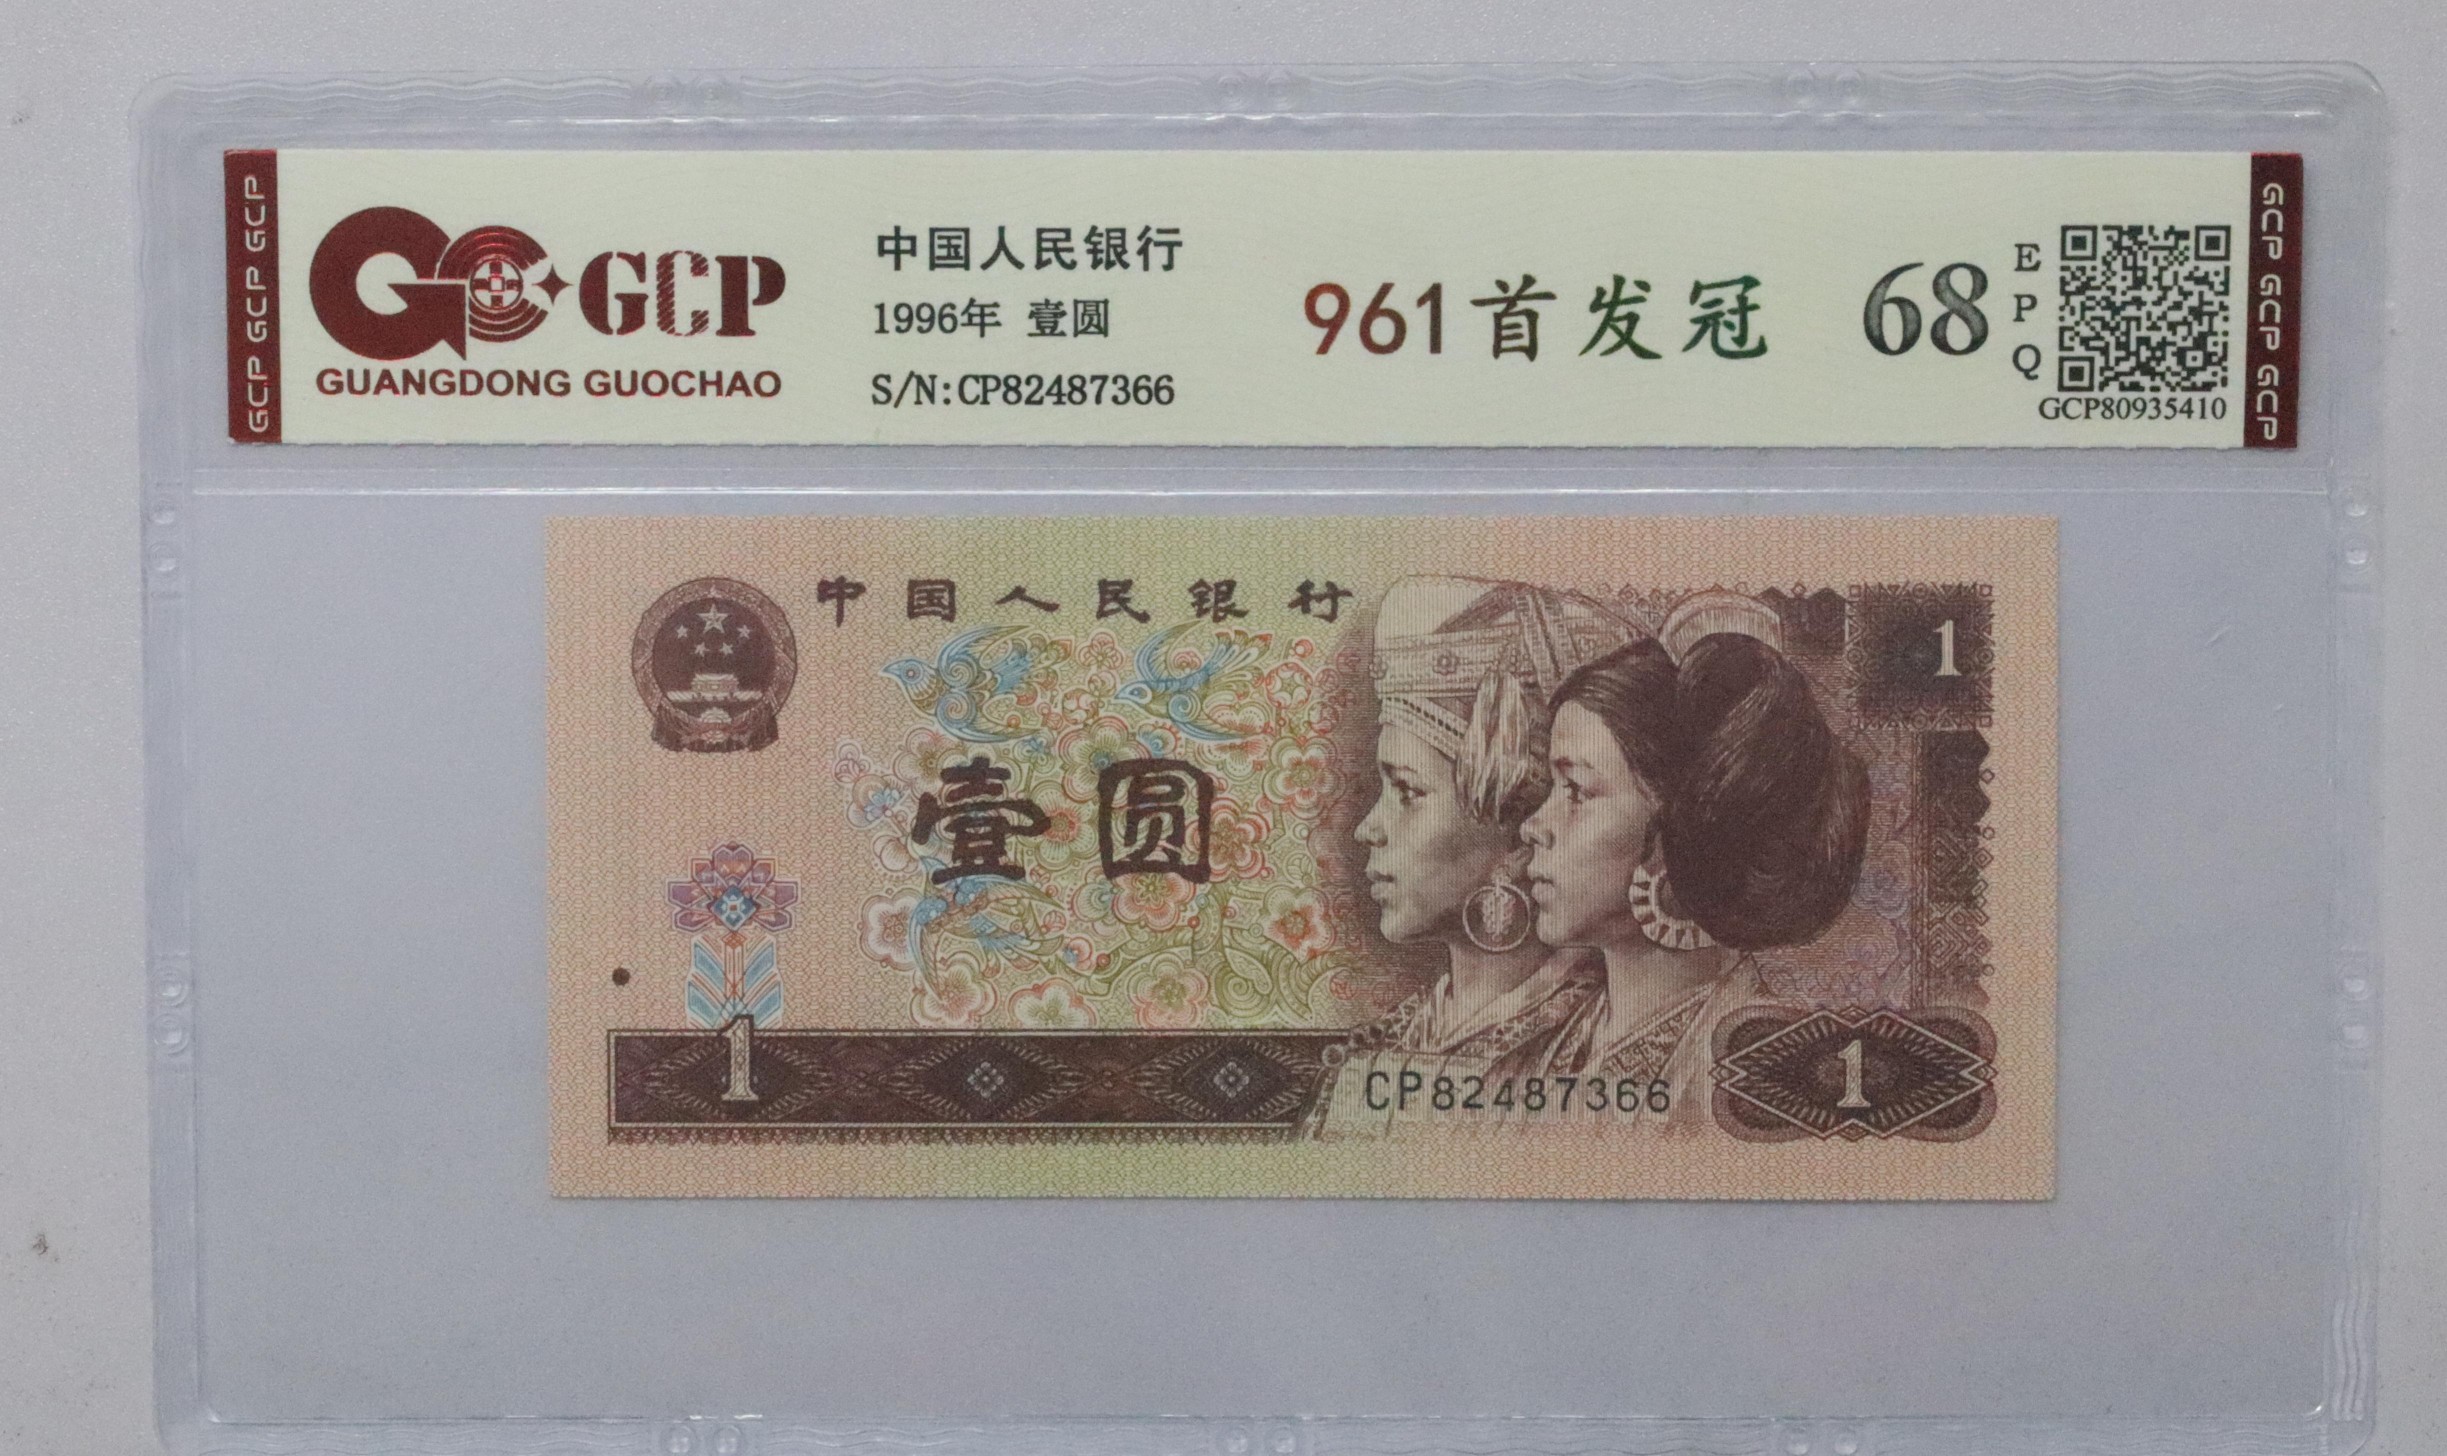 GCP GCP GCP
GCP
GUANGDONG GUOCHAO
中国人民银行
1996年 壹圆
S/N:CP82487366
961首发冠
68
EPQ
GCP80935410
GCP GCP GCP
中国人民银行
1
壹圆
1
CP82487366
1